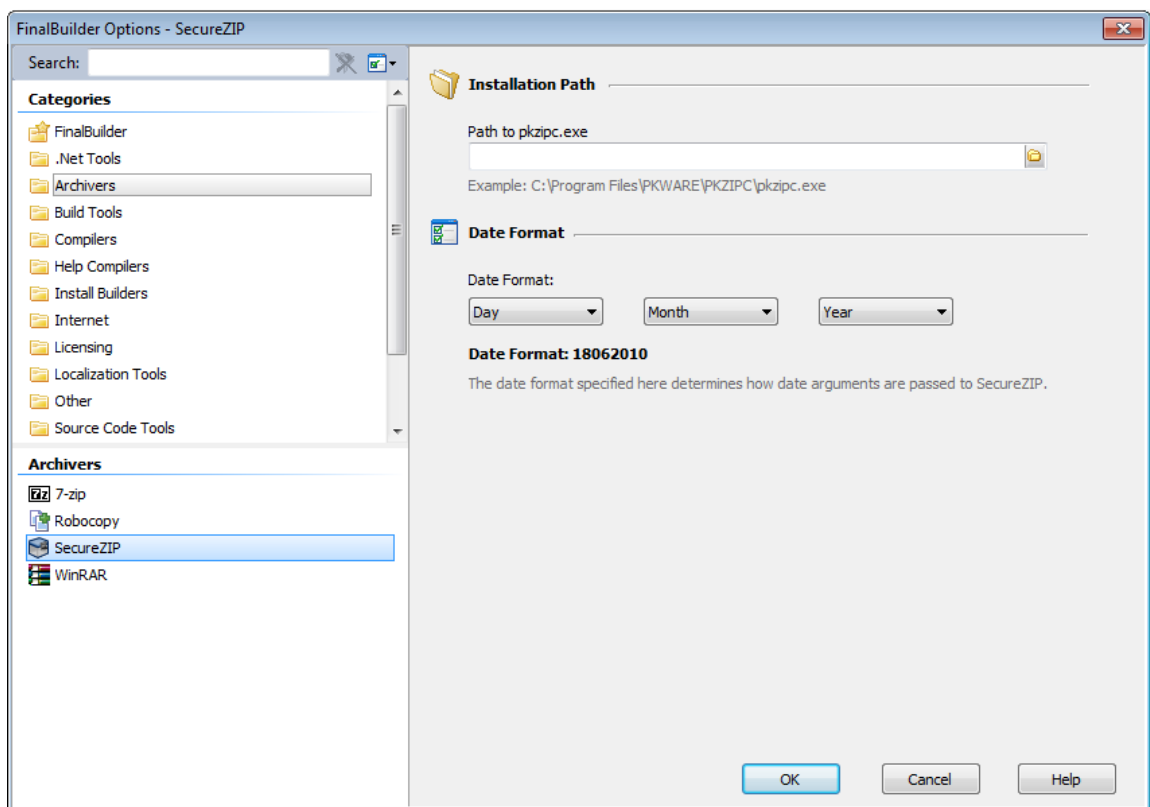 FinalBuilder Options - SecureZIP
Search:
Categories
FinalBuilder
.Net Tools
Archivers
Build Tools
Compilers
Help Compilers
Install Builders
Internet
Licensing
Localization Tools
Other
Source Code Tools
Archivers
7z 7-zip
Robocopy
SecureZIP
WinRAR
Installation Path
Path to pkzipc.exe
Example: C:\Program Files\PKWARE\PKZIPC\pkzipc.exe
Date Format
Date Format:
Day Month Year
Date Format: 18062010
The date format specified here determines how date arguments are passed to SecureZIP.
OK Cancel Help